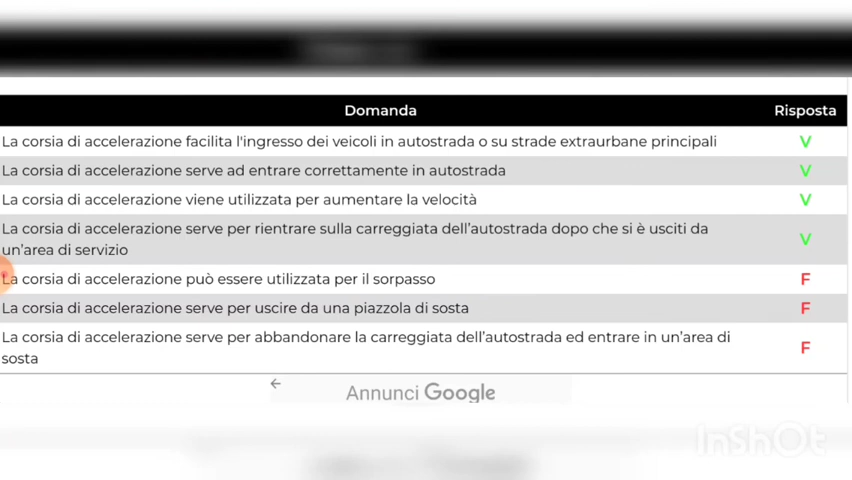 Domanda Risposta
La corsia di accelerazione facilita l'ingresso dei veicoli in autostrada o su strade extraurbane principali V
La corsia di accelerazione serve ad entrare correttamente in autostrada V
La corsia di accelerazione viene utilizzata per aumentare la velocità V
La corsia di accelerazione serve per rientrare sulla carreggiata dell'autostrada dopo che si è usciti da
un'area di servizio V
La corsia di accelerazione può essere utilizzata per il sorpasso F
La corsia di accelerazione serve per uscire da una piazzola di sosta F
La corsia di accelerazione serve per abbandonare la carreggiata dell'autostrada ed entrare in un'area di
sosta F
Annunci Google
InShOt